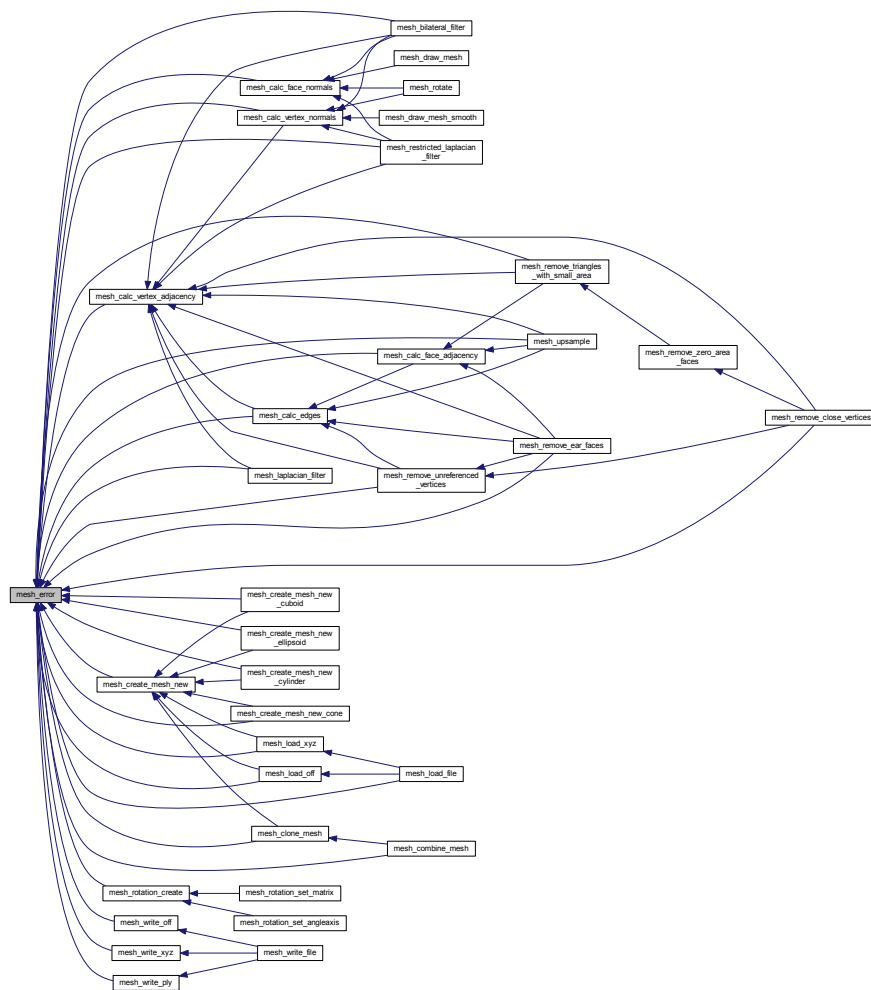 mesh_bilateral_filter
mesh_draw_mesh
mesh_calc_face_normals
mesh_rotate
mesh_calc_vertex_normals
mesh_draw_mesh_smooth
mesh_restricted_laplacian
_filter
mesh_remove_triangles
_with_small_area
mesh_calc_vertex_adjacency
mesh_upsample
mesh_calc_face_adjacency
mesh_remove_zero_area
_faces
mesh_calc_edges
mesh_remove_close_vertices
mesh_remove_ear_faces
mesh_laplacian_filter
mesh_remove_unreferenced
_vertices
mesh_error
mesh_create_mesh_new
_cuboid
mesh_create_mesh_new
_ellipsoid
mesh_create_mesh_new
_cylinder
mesh_create_mesh_new
mesh_create_mesh_new_cone
mesh_load_xyz
mesh_load_off
mesh_load_file
mesh_clone_mesh
mesh_combine_mesh
mesh_rotation_create
mesh_rotation_set_matrix
mesh_rotation_set_angleaxis
mesh_write_off
mesh_write_xyz
mesh_write_file
mesh_write_ply